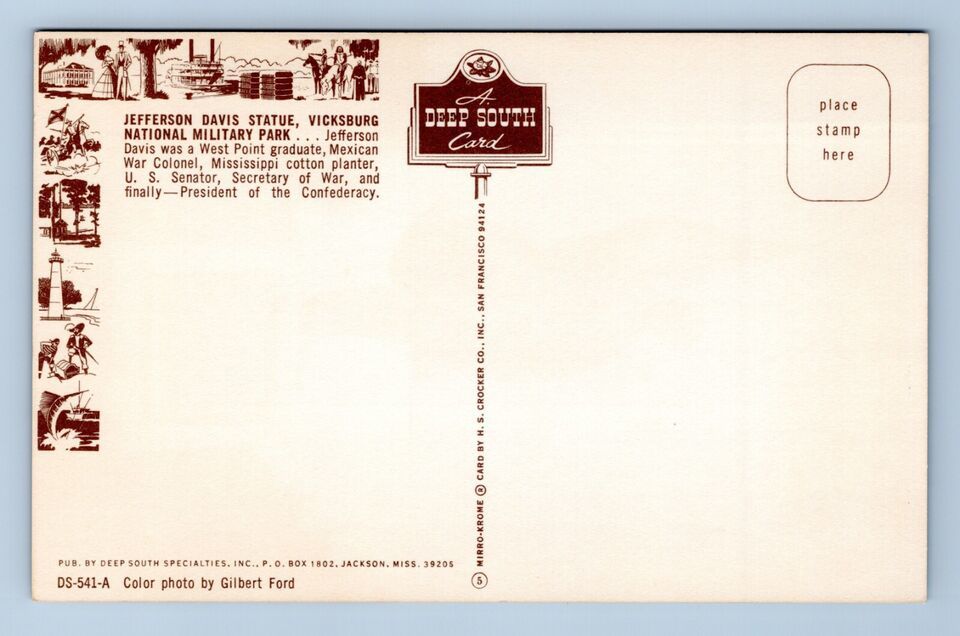 JEFFERSON DAVIS STATUE, VICKSBURG
NATIONAL MILITARY PARK . . . Jefferson
Davis was a West Point graduate, Mexican
War Colonel, Mississippi cotton planter,
U. S. Senator, Secretary of War, and
finally—President of the Confederacy.
A
DEEP SOUTH
Card
place
stamp
here
MIRRO-KROME ® CARD BY H. S. CROCKER CO., INC., SAN FRANCISCO 94124
5
PUB. BY DEEP SOUTH SPECIALTIES, INC., P. O. BOX 1802, JACKSON, MISS. 39205
DS-541-A Color photo by Gilbert Ford